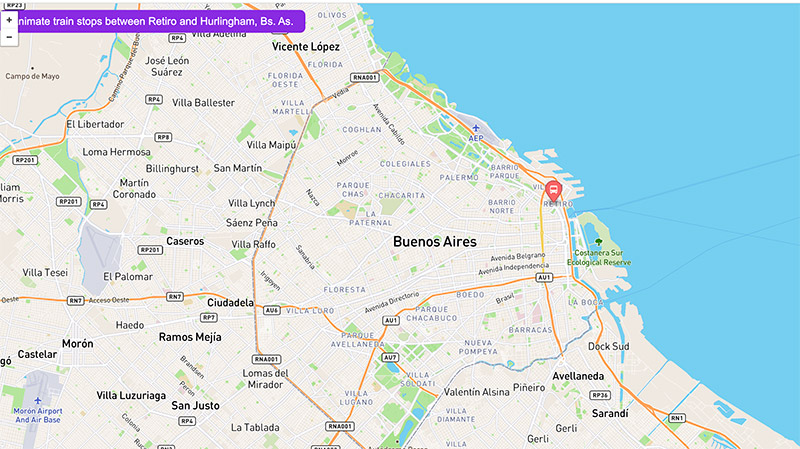 RP23
+
nimate train stops between Retiro and Hurlingham, Bs. As.
−
Villa Adelina
RP4
Vicente López
José León
Suárez
FLORIDA
FLORIDA
OESTE
RNA001
Campo de Mayo
Camino Parque del Bu
Yedia
RP4
Villa Ballester
VILLA
MARTELLI
Avenida Cabildo
El Libertador
COGHLAN
AEP
RP8
Villa Maipú
Loma Hermosa
Monroe
COLEGIALES
RP201
Billinghurst
San Martín
PALERMO
BARRIO
PARQUE
lliam
Morris
Martín
Coronado
PARQUE
CHAS
CHACARITA
Nazca
RP201
RP4
Villa Lynch
BARRIO
NORTE
RETIRO
Sáenz Peña
LA
PATERNAL
Caseros
Villa Raffo
Buenos Aires
RP201
Sanabria
Avenida Belgrano
Costanera Sur
Ecological Reserve
Villa Tesei
El Palomar
Irigoyen
Avenida Independencia
AU1
FLORESTA
Oeste
RN7
Acceso Oeste
RN7
Ciudadela
Avenida Directorio
BOEDO
Brasil
LA BOCA
AU6
VILLA LURO
PARQUE
CHACABUCO
RP7
AU1
Haedo
BARRACAS
Morón
Ramos Mejía
PARQUE
AVELLANEDA
NUEVA
POMPEYA
Dock Sud
gó
Castelar
RNA001
AU7
Lomas del
Mirador
VILLA
SOLDATI
Avellaneda
Brandsen
Peron
Piñeiro
Villa Luzuriaga
Valentín Alsina
RP36
Morón Airport
And Air Base
San Justo
VILLA
LUGANO
Sarandí
RN1
Colonia
RP4
VILLA
DIAMANTE
La Tablada
RNA001
Gerli
Gerli